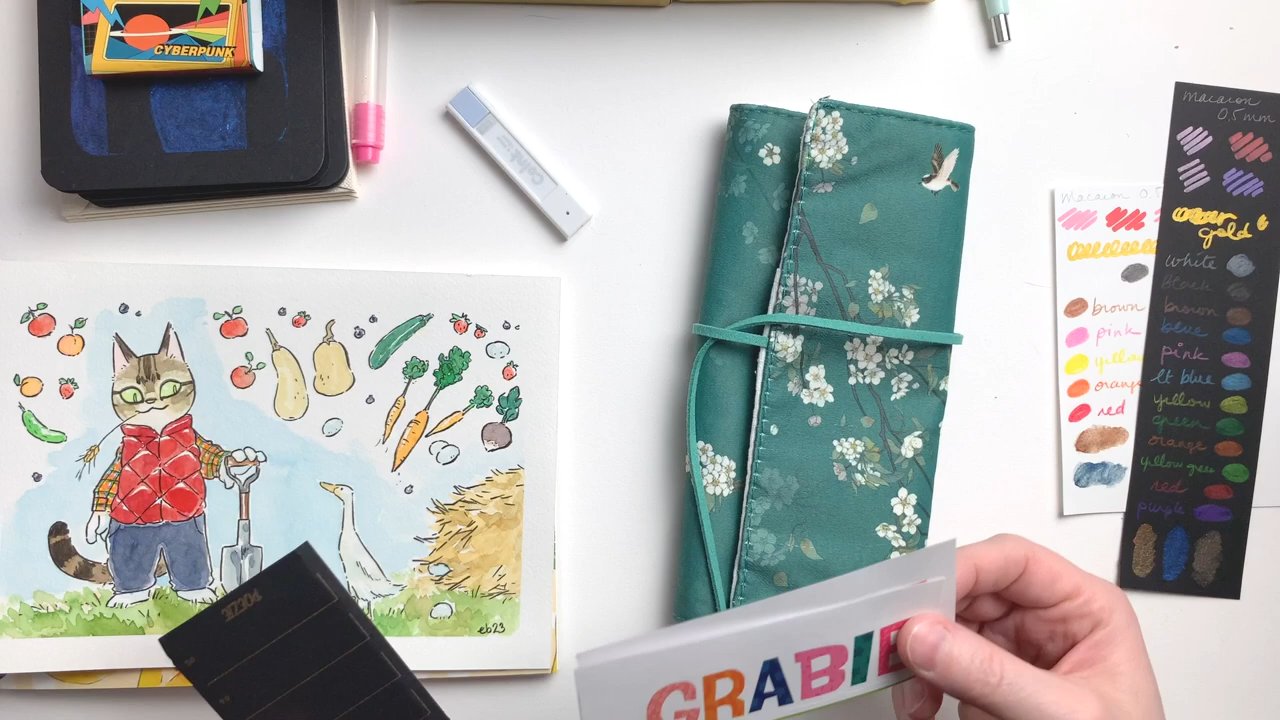 CYBERPUNK
eb23
GRABIE
Macaron 0.5
brown
pink
yellow
orange
red
macaron
0.5mm
gold
white
black
brown
blue
pink
lt blue
yellow
green
orange
yellow green
red
purple